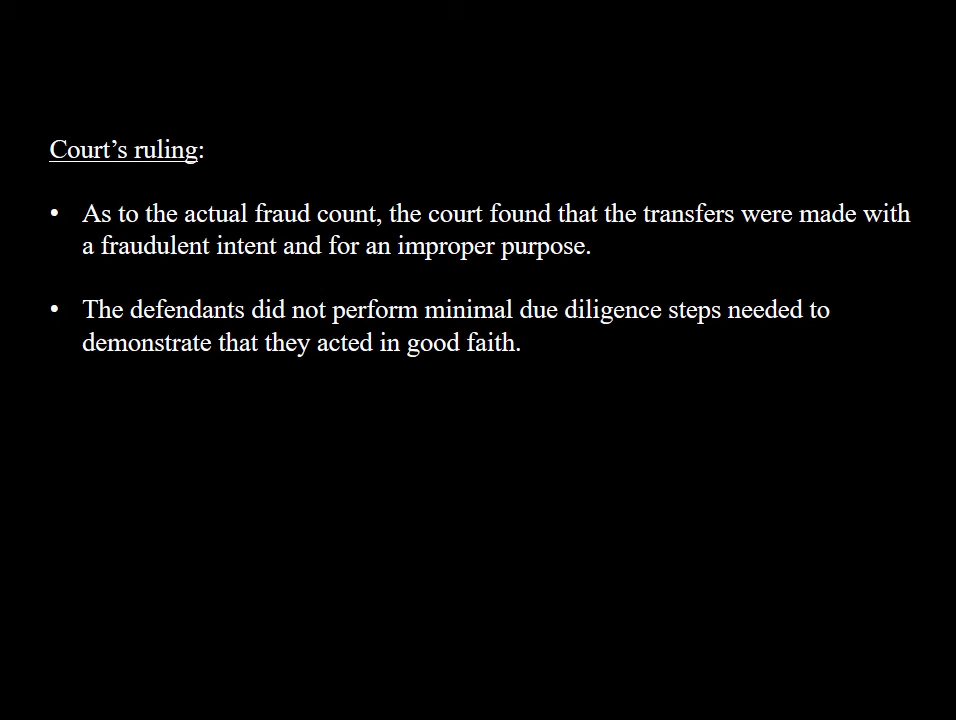 Court’s ruling:
• As to the actual fraud count, the court found that the transfers were made with
a fraudulent intent and for an improper purpose.
• The defendants did not perform minimal due diligence steps needed to
demonstrate that they acted in good faith.